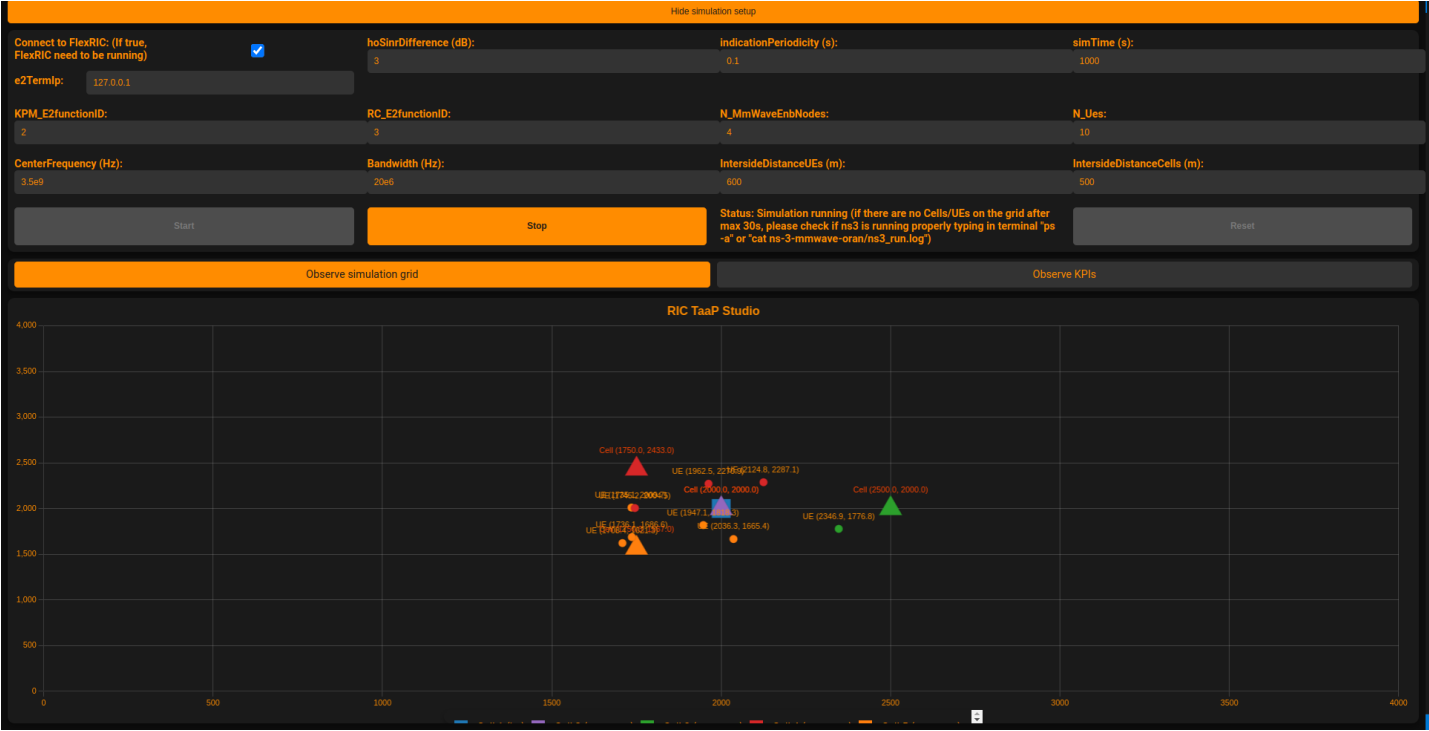 Hide simulation setup
Connect to FlexRIC: (If true,
FlexRIC need to be running)
hoSinrDifference (dB):
3
indicationPeriodicity (s):
0.1
simTime (s):
1000
e2TermIp:
127.0.0.1
KPM_E2functionID:
2
RC_E2functionID:
3
N_MmWaveEnbNodes:
4
N_Ues:
10
CenterFrequency (Hz):
3.5e9
Bandwidth (Hz):
20e6
IntersideDistanceUEs (m):
600
IntersideDistanceCells (m):
500
Start
Stop
Status: Simulation running (if there are no Cells/UEs on the grid after
max 30s, please check if ns3 is running properly typing in terminal "ps
-a" or "cat ns-3-mmwave-oran/ns3_run.log")
Reset
Observe simulation grid
Observe KPIs
RIC TaaP Studio
4,000
3,500
3,000
2,500
2,000
1,500
1,000
500
0
Cell (1750.0, 2433.0)
UE (1962.5,
2124.8, 2287.1)
Cell (2000.0, 2000.0)
Cell (2500.0, 2000.0)
UE (1947.1,
UE (2346.9, 1776.8)
UE (1736.1, 1686.6)
(2036.3, 1665.4)
0
500
1000
1500
2000
2500
3000
3500
4000